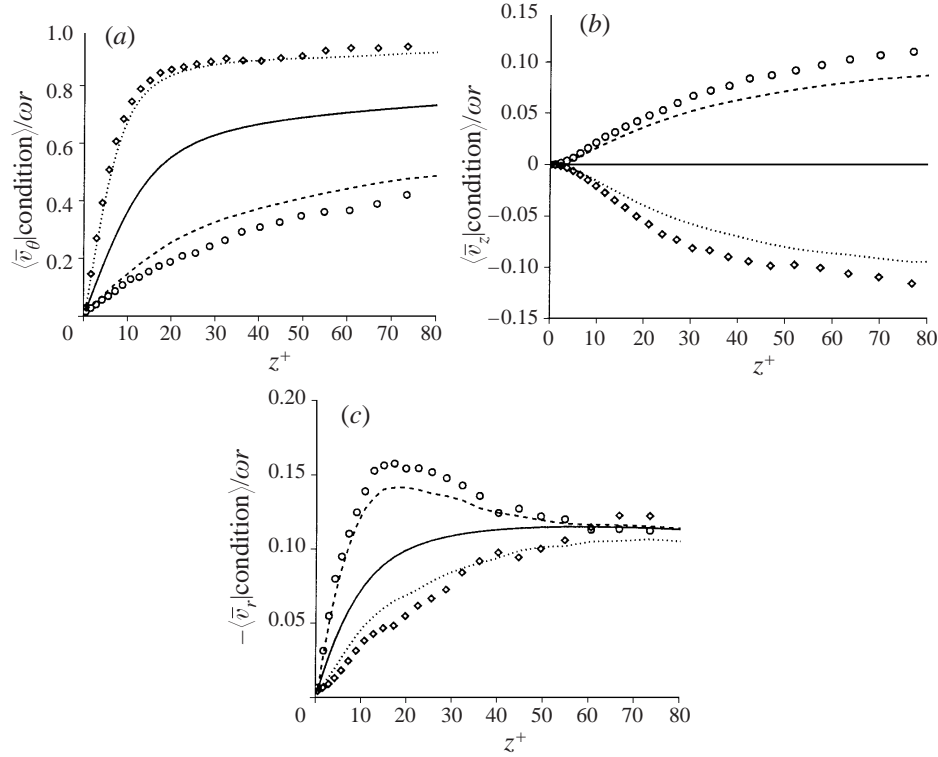 (a)
⟨v̄θ|condition⟩/ωr
1.0
0.8
0.6
0.4
0.2
0
0 10 20 30 40 50 60 70 80
z⁺
(b)
⟨v̄z|condition⟩/ωr
0.15
0.10
0.05
0
−0.05
−0.10
−0.15
0 10 20 30 40 50 60 70 80
z⁺
(c)
−⟨v̄r|condition⟩/ωr
0.20
0.15
0.10
0.05
0 10 20 30 40 50 60 70 80
z⁺